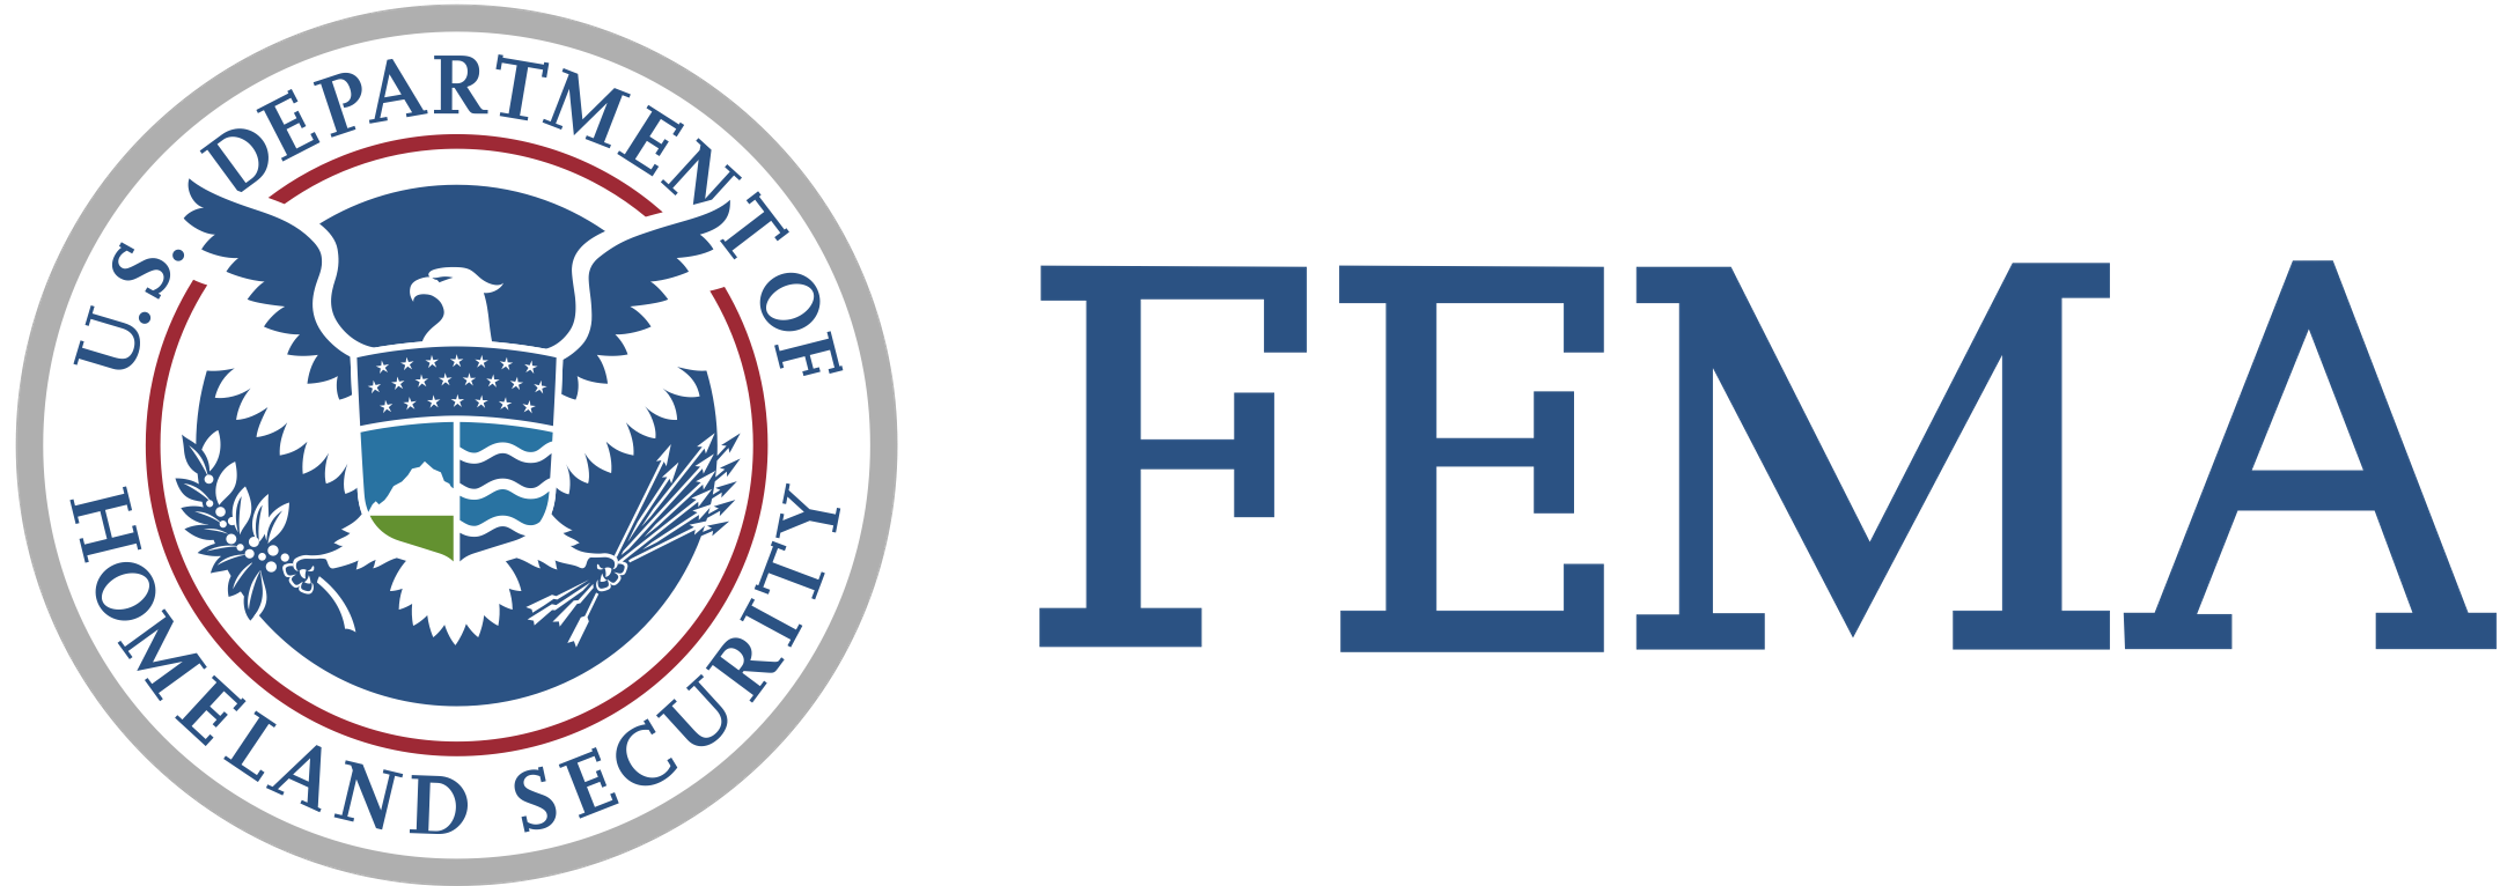 U.S. DEPARTMENT OF
HOMELAND SECURITY
FEMA